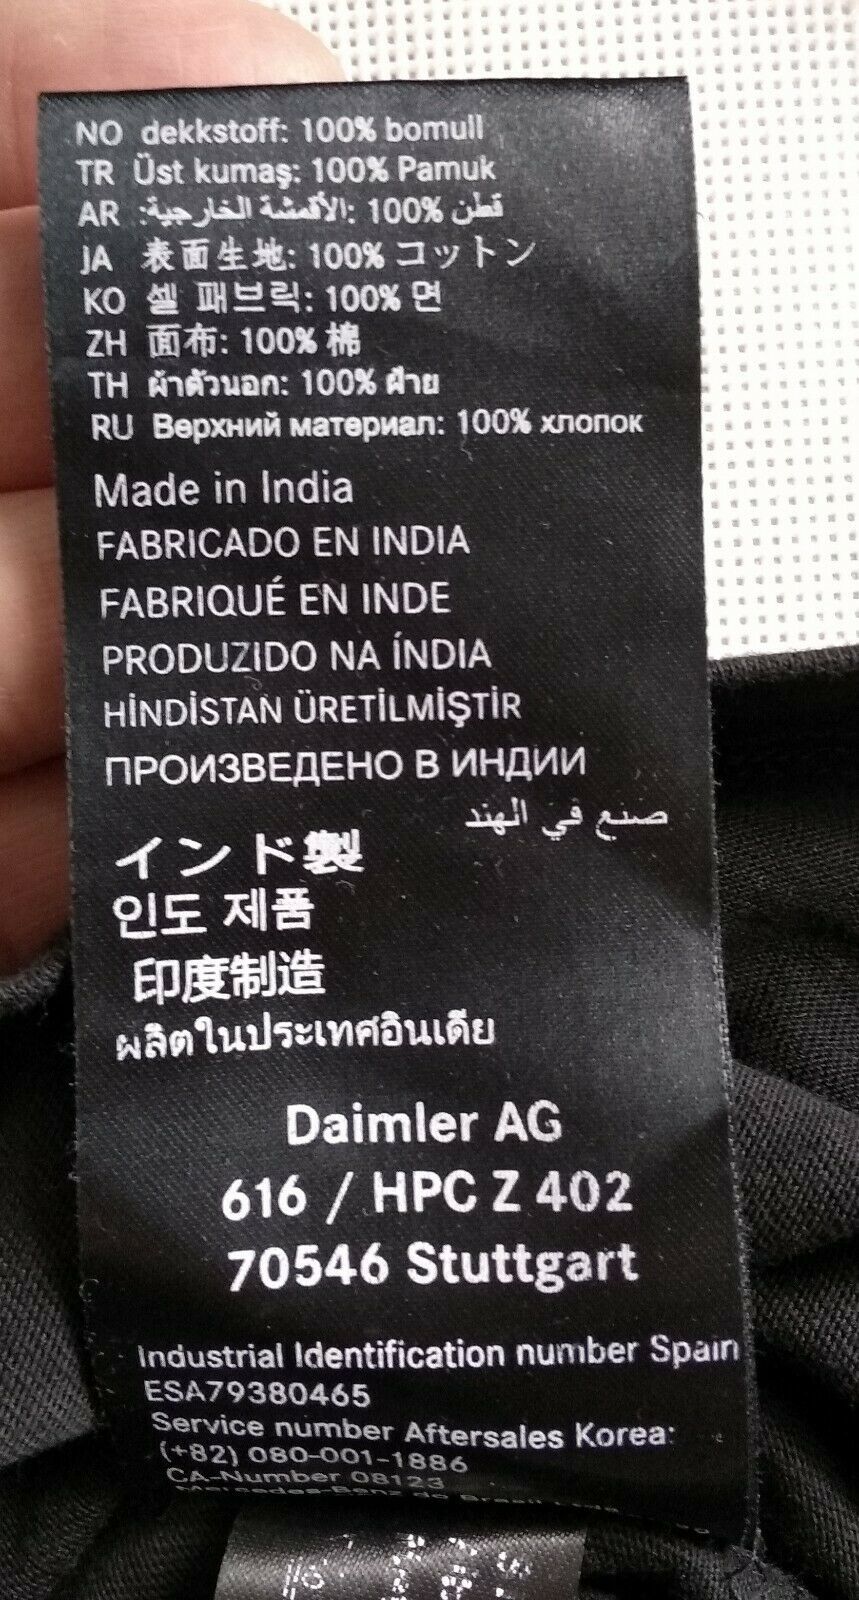 NO dekkstoff: 100% bomull
TR Üst kumaş: 100% Pamuk
AR قطن 100% :الأقمشة الخارجية:
JA 表面生地: 100% コットン
KO 셀 패브릭: 100% 면
ZH 面布: 100% 棉
TH ผ้าตัวนอก: 100% ฝ้าย
RU Верхний материал: 100% хлопок
Made in India
FABRICADO EN INDIA
FABRIQUÉ EN INDE
PRODUZIDO NA ÍNDIA
HİNDİSTAN ÜRETİLMİŞTİR
ПРОИЗВЕДЕНО В ИНДИИ
صنع في الهند
インド製
인도 제품
印度制造
ผลิตในประเทศอินเดีย
Daimler AG
616 / HPC Z 402
70546 Stuttgart
Industrial Identification number Spain
ESA79380465
Service number Aftersales Korea:
(+82) 080-001-1886
CA-Number 08123
Mercedes-Benz do Brasil